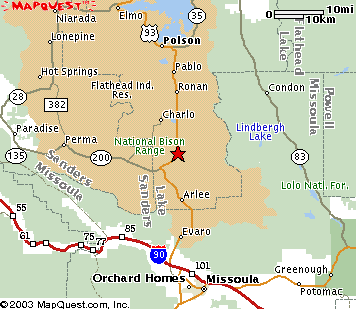 MAPQUEST
10mi
10km
Elmo
35
Niarada
93
Polson
Lonepine
Flathead
Lake
Pablo
Hot Springs
Ronan
Flathead Ind.
Res.
Condon
28
382
Charlo
Powell
Missoula
Paradise
Perma
National Bison
Range
Lindbergh
Lake
135
200
83
Sanders
Missoula
Lake
Sanders
Lolo Nat. For.
Arlee
55
61
75
77
85
Evaro
90
101
Greenough
Orchard Homes
Missoula
Potomac
©2003 MapQuest.com, Inc.